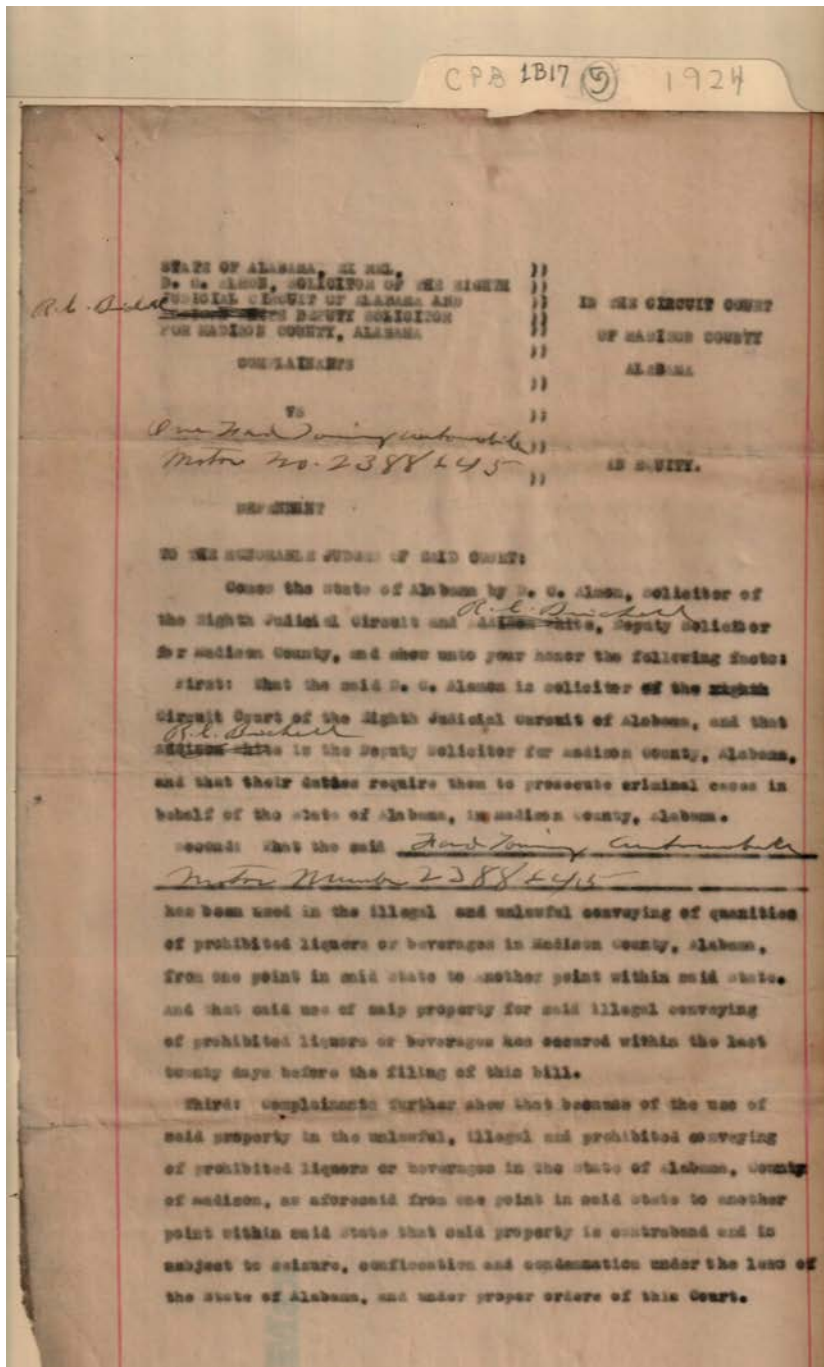 CPB 1B17 5 1924
STATE OF ALABAMA, EX REL,
D. C. ALMON, SOLICITOR OF THE EIGHTH
JUDICIAL CIRCUIT OF ALABAMA AND
R.C. DEPUTY SOLICITOR
FOR MADISON COUNTY, ALABAMA
COMPLAINANTS
VS
One Ford Touring Automobile
Motor No.
DEFENDANT
))
))
))
))
))
))
))
))
))
))
IN THE CIRCUIT COURT
OF MADISON COUNTY
ALABAMA
IN EQUITY.
TO THE HONORABLE JUDGES OF SAID COURT:
Comes the State of Alabama by D. C. Almon, Solicitor of
R.C.
the Eighth Judicial Circuit and Addison White, Deputy Solicitor
for Madison County, and show unto your honor the following facts:
First: That the said D. C. Alamon is solicitor of the Eighth
Circuit Court of the Eighth Judicial Carcuit of Alabama, and that
R.C.
Addison White is the Deputy Solicitor for Madison County, Alabama,
and that their duties require them to prosecute criminal cases in
behalf of the State of Alabama, in Madison County, Alabama.
Second: That the said Ford Touring Automobile
Motor Number
has been used in the illegal and unlawful conveying of quanities
of prohibited liquors or beverages in Madison County, Alabama,
from one point in said State to another point within said State.
And that said use of saip property for said illegal conveying
of prohibited liquors or beverages has occured within the last
twenty days before the filing of this bill.
Third: Complainants further show that because of the use of
said property in the unlawful, illegal and prohibited conveying
of prohibited liquors or beverages in the State of Alabama, County
of Madison, as aforesaid from one point in said State to another
point within said State that said property is contraband and is
subject to seizure, confiscation and condemnation under the laws of
the State of Alabama, and under proper orders of this Court.